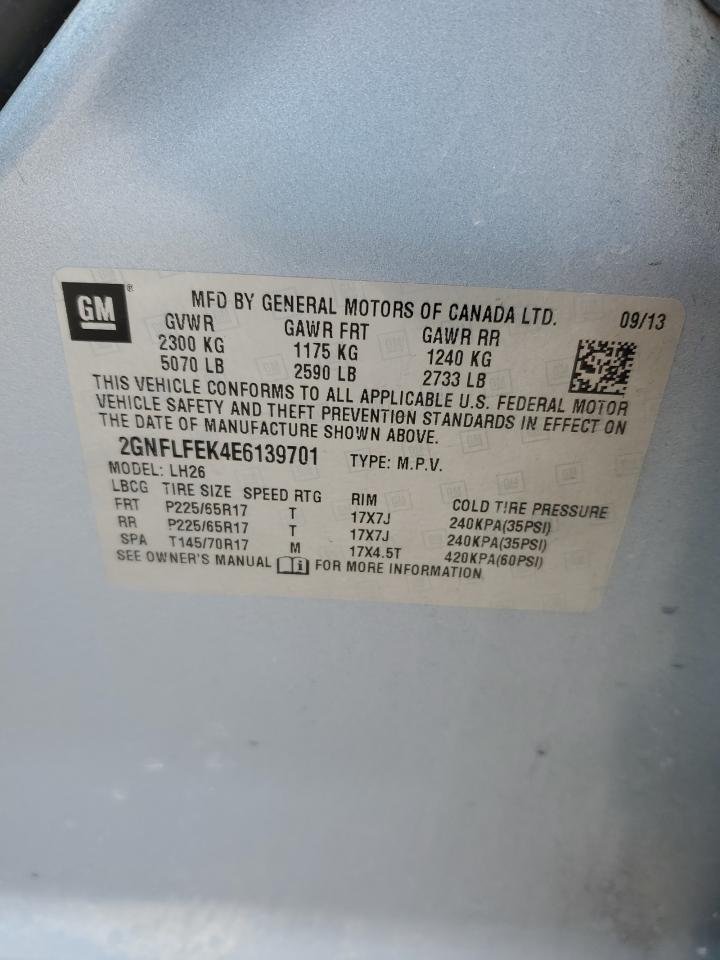 GM ® MFD BY GENERAL MOTORS OF CANADA LTD. 09/13
GVWR GAWR FRT GAWR RR
2300 KG 1175 KG 1240 KG
5070 LB 2590 LB 2733 LB
THIS VEHICLE CONFORMS TO ALL APPLICABLE U.S. FEDERAL MOTOR
VEHICLE SAFETY AND THEFT PREVENTION STANDARDS IN EFFECT ON
THE DATE OF MANUFACTURE SHOWN ABOVE.
2GNFLFEK4E6139701 TYPE: M.P.V.
MODEL: LH26
LBCG TIRE SIZE SPEED RTG RIM COLD TIRE PRESSURE
FRT P225/65R17 T 17X7J 240KPA(35PSI)
RR P225/65R17 T 17X7J 240KPA(35PSI)
SPA T145/70R17 M 17X4.5T 420KPA(60PSI)
SEE OWNER'S MANUAL i FOR MORE INFORMATION